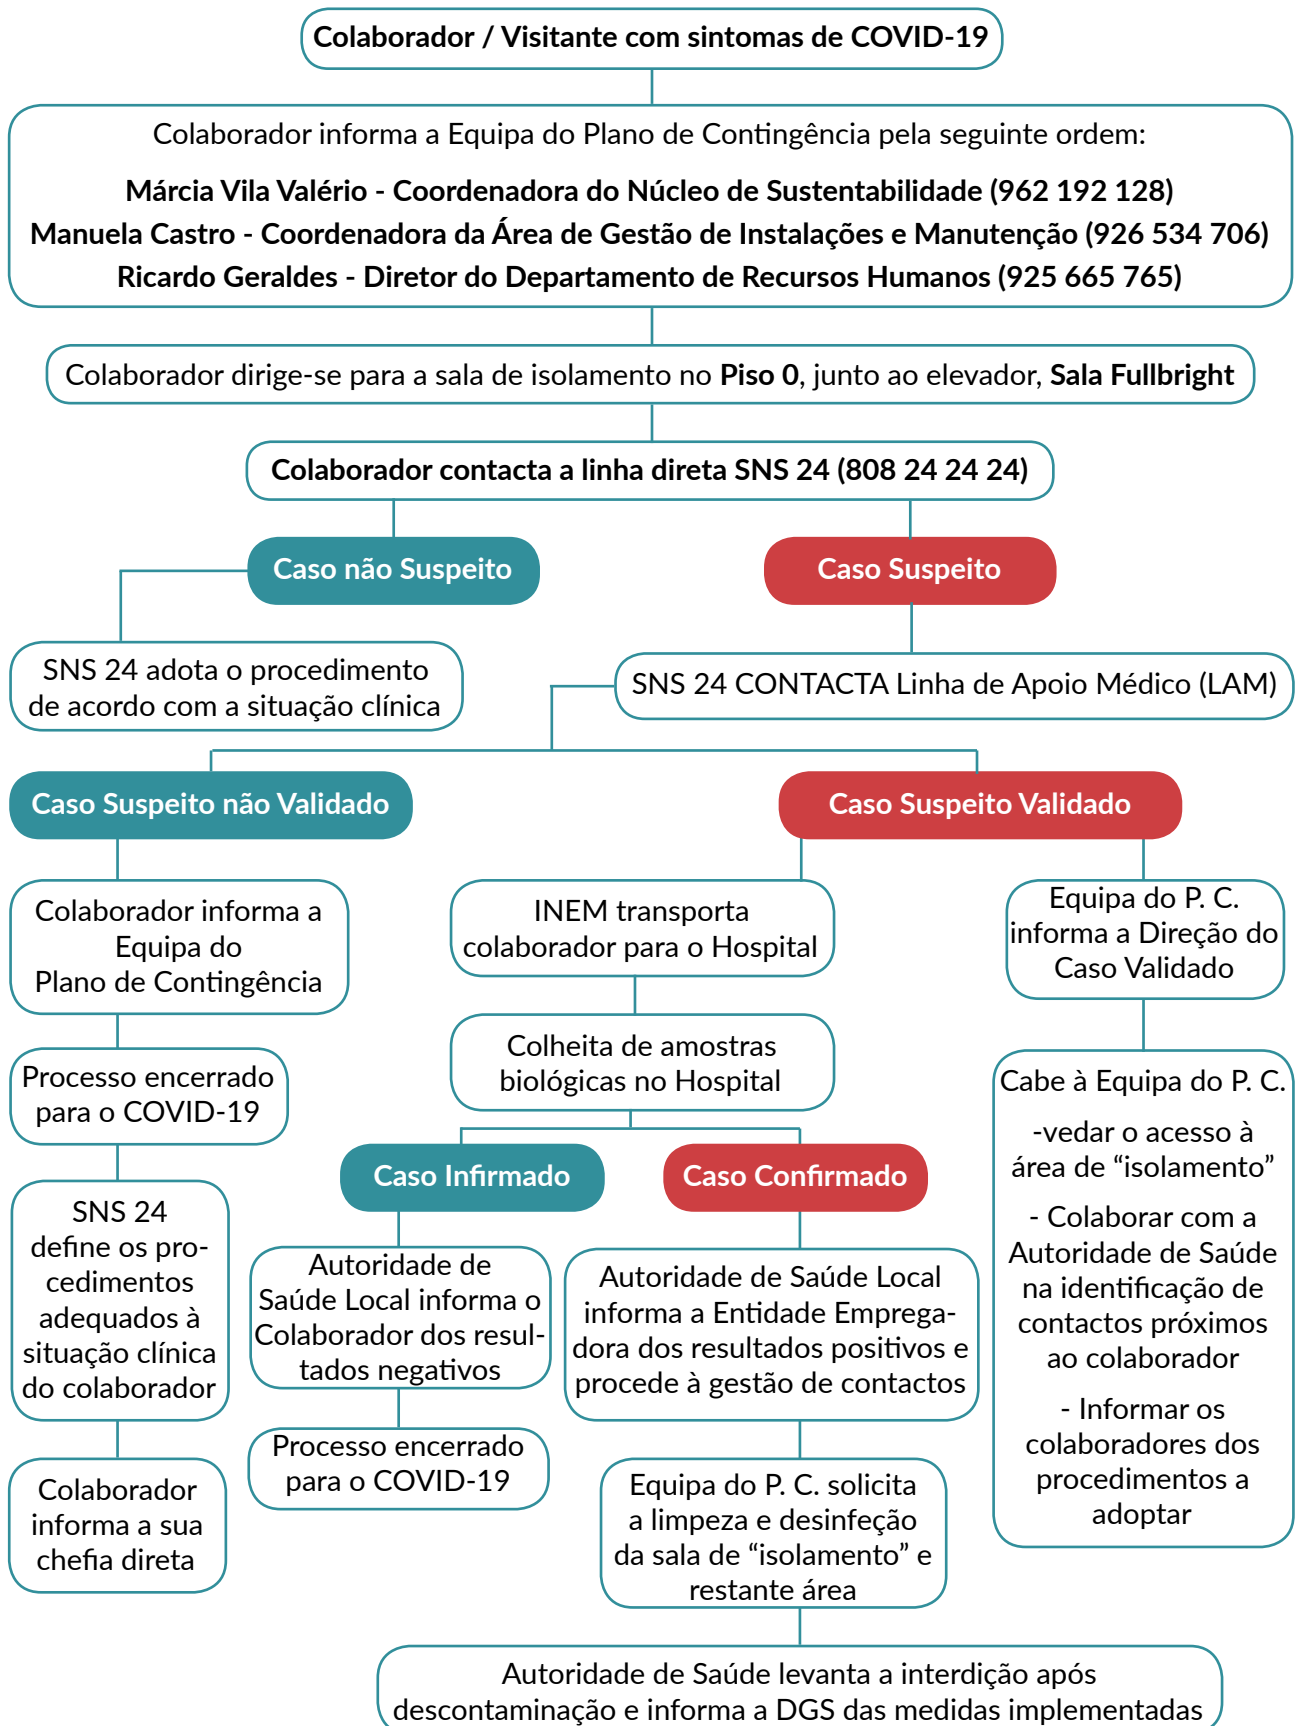 Colaborador / Visitante com sintomas de COVID-19
Colaborador informa a Equipa do Plano de Contingência pela seguinte ordem:
Márcia Vila Valério - Coordenadora do Núcleo de Sustentabilidade (962 192 128)
Manuela Castro - Coordenadora da Área de Gestão de Instalações e Manutenção (926 534 706)
Ricardo Geraldes - Diretor do Departamento de Recursos Humanos (925 665 765)
Colaborador dirige-se para a sala de isolamento no Piso 0, junto ao elevador, Sala Fullbright
Colaborador contacta a linha direta SNS 24 (808 24 24 24)
Caso não Suspeito
Caso Suspeito
SNS 24 adota o procedimento
de acordo com a situação clínica
SNS 24 CONTACTA Linha de Apoio Médico (LAM)
Caso Suspeito não Validado
Caso Suspeito Validado
Colaborador informa a
Equipa do
Plano de Contingência
Processo encerrado
para o COVID-19
SNS 24
define os pro-
cedimentos
adequados à
situação clínica
do colaborador
Colaborador
informa a sua
chefia direta
INEM transporta
colaborador para o Hospital
Colheita de amostras
biológicas no Hospital
Caso Infirmado
Caso Confirmado
Autoridade de
Saúde Local informa o
Colaborador dos resul-
tados negativos
Processo encerrado
para o COVID-19
Autoridade de Saúde Local
informa a Entidade Emprega-
dora dos resultados positivos e
procede à gestão de contactos
Equipa do P. C. solicita
a limpeza e desinfeção
da sala de “isolamento” e
restante área
Autoridade de Saúde levanta a interdição após
descontaminação e informa a DGS das medidas implementadas
Equipa do P. C.
informa a Direção do
Caso Validado
Cabe à Equipa do P. C.
-vedar o acesso à
área de “isolamento”
- Colaborar com a
Autoridade de Saúde
na identificação de
contactos próximos
ao colaborador
- Informar os
colaboradores dos
procedimentos a
adoptar